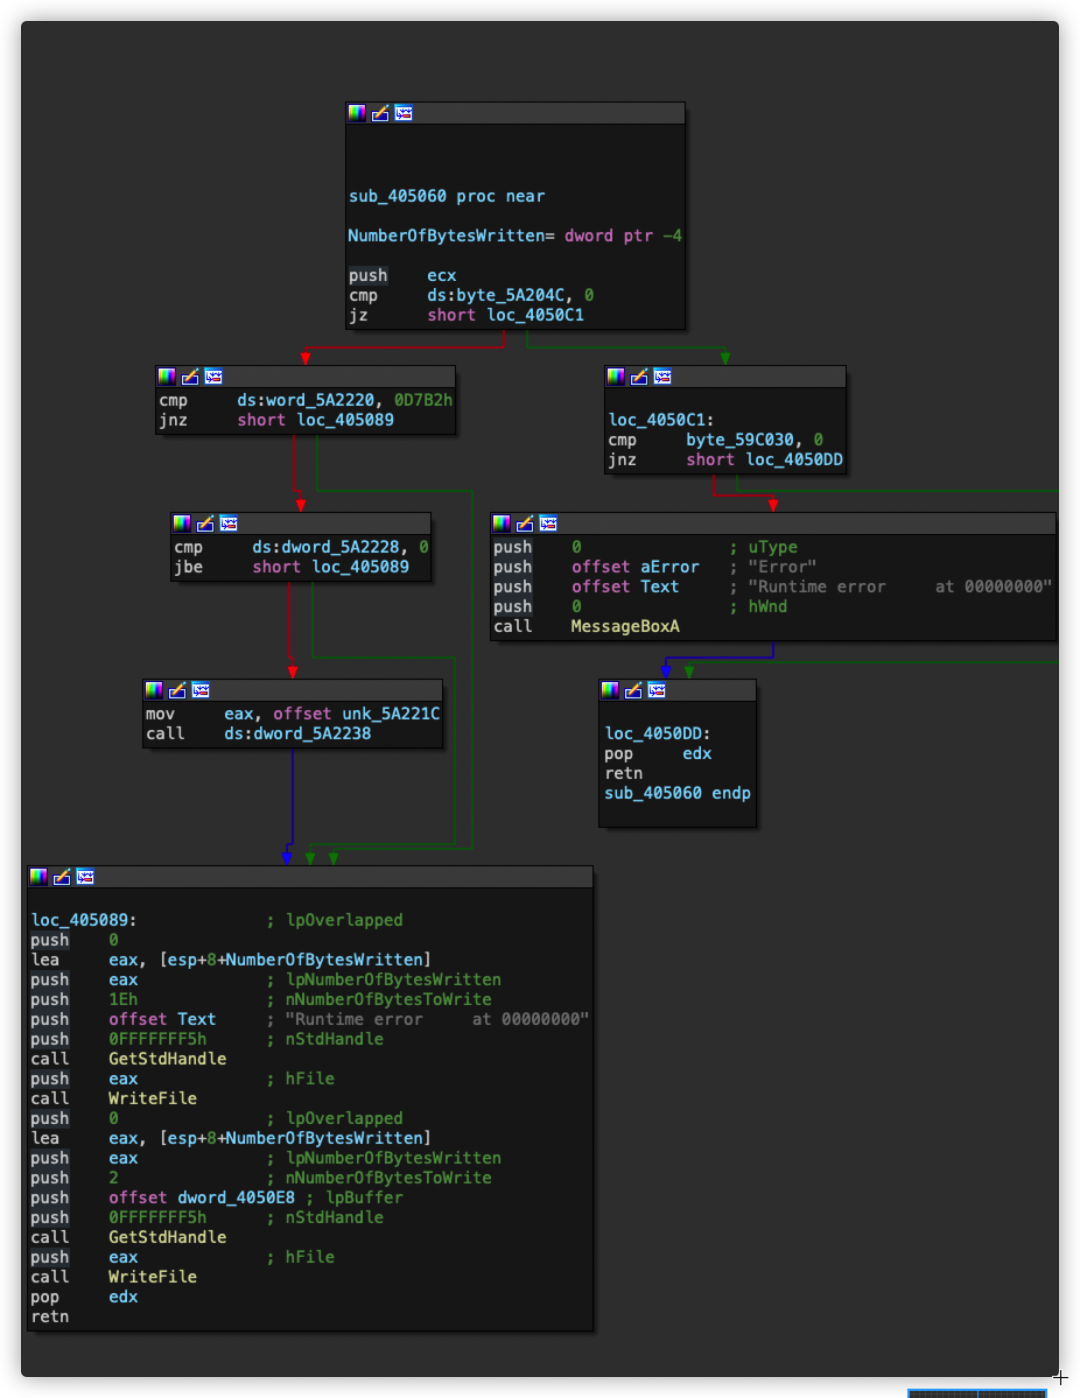 sub_405060 proc near
NumberOfBytesWritten= dword ptr -4
push ecx
cmp ds:byte_5A204C, 0
jz short loc_4050C1
cmp ds:word_5A2220, 0D7B2h
jnz short loc_405089
loc_4050C1:
cmp byte_59C030, 0
jnz short loc_4050DD
cmp ds:dword_5A2228, 0
jbe short loc_405089
push 0 ; uType
push offset aError ; "Error"
push offset Text ; "Runtime error     at 00000000"
push 0 ; hWnd
call MessageBoxA
mov eax, offset unk_5A221C
call ds:dword_5A2238
loc_4050DD:
pop edx
retn
sub_405060 endp
loc_405089: ; lpOverlapped
push 0
lea eax, [esp+8+NumberOfBytesWritten]
push eax ; lpNumberOfBytesWritten
push 1Eh ; nNumberOfBytesToWrite
push offset Text ; "Runtime error     at 00000000"
push 0FFFFFFF5h ; nStdHandle
call GetStdHandle
push eax ; hFile
call WriteFile
push 0 ; lpOverlapped
lea eax, [esp+8+NumberOfBytesWritten]
push eax ; lpNumberOfBytesWritten
push 2 ; nNumberOfBytesToWrite
push offset dword_4050E8 ; lpBuffer
push 0FFFFFFF5h ; nStdHandle
call GetStdHandle
push eax ; hFile
call WriteFile
pop edx
retn